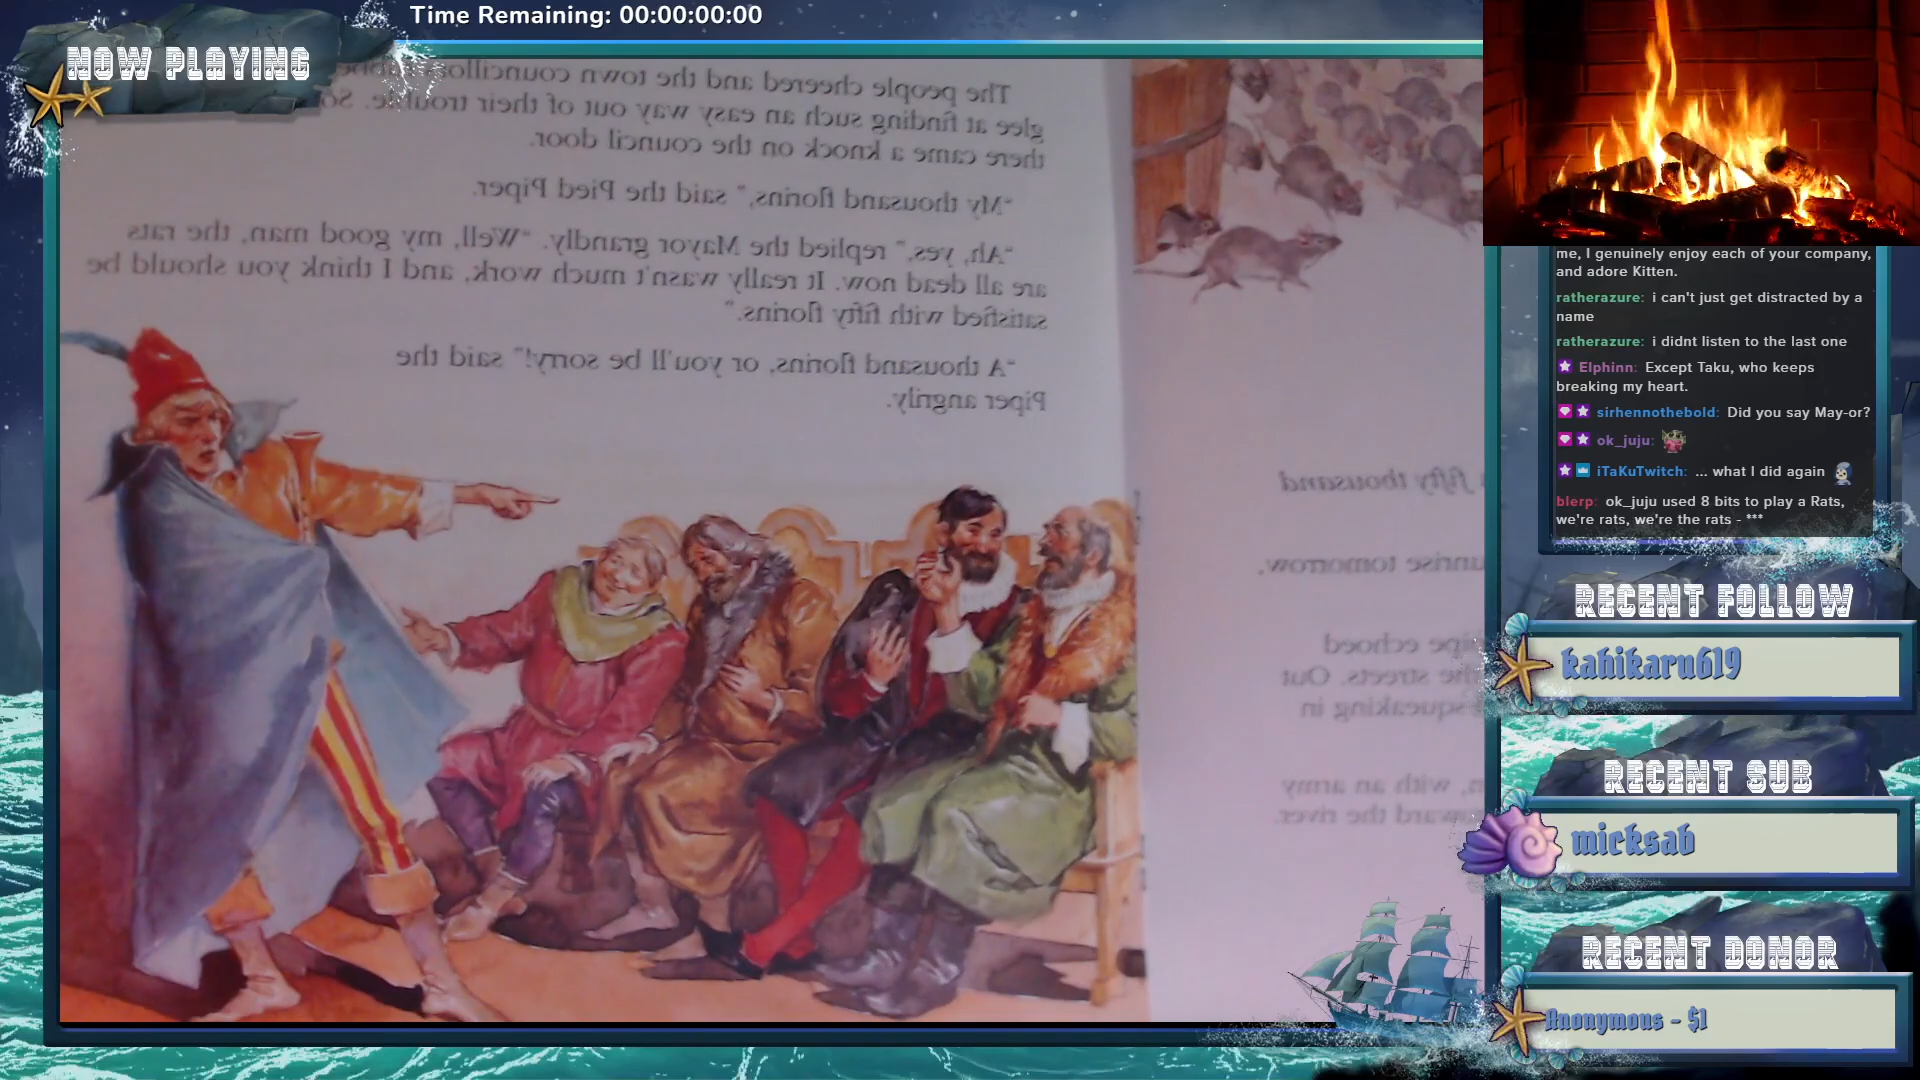 Time Remaining: 00:00:00:00
NOW PLAYING
The people cheered and the town
glee at finding such an easy way out of their
there came a knock on the council door.
"My thousand florins," said the Pied Piper.
"Ah, yes," replied the Mayor grandly. "Well, my good man, the rats
are all dead now. It really wasn't much work, and I think you should be
satisfied with fifty florins."
"A thousand florins, or you'll be sorry!" said the
Piper angrily.
fifty thousand
tomorrow.
echoed
the streets. Out
squeaking in
with an army
toward the river.
me, I genuinely enjoy each of your company,
and adore Kitten.
ratherazure: i can't just get distracted by a
name
ratherazure: i didnt listen to the last one
Elphinn: Except Taku, who keeps
breaking my heart.
sirhennothebold: Did you say May-or?
ok_juju:
iTaKuTwitch: ... what I did again
blerp: ok_juju used 8 bits to play a Rats,
we're rats, we're the rats - ***
RECENT FOLLOW
kahikaru619
RECENT SUB
micksab
RECENT DONOR
Anonymous - $1